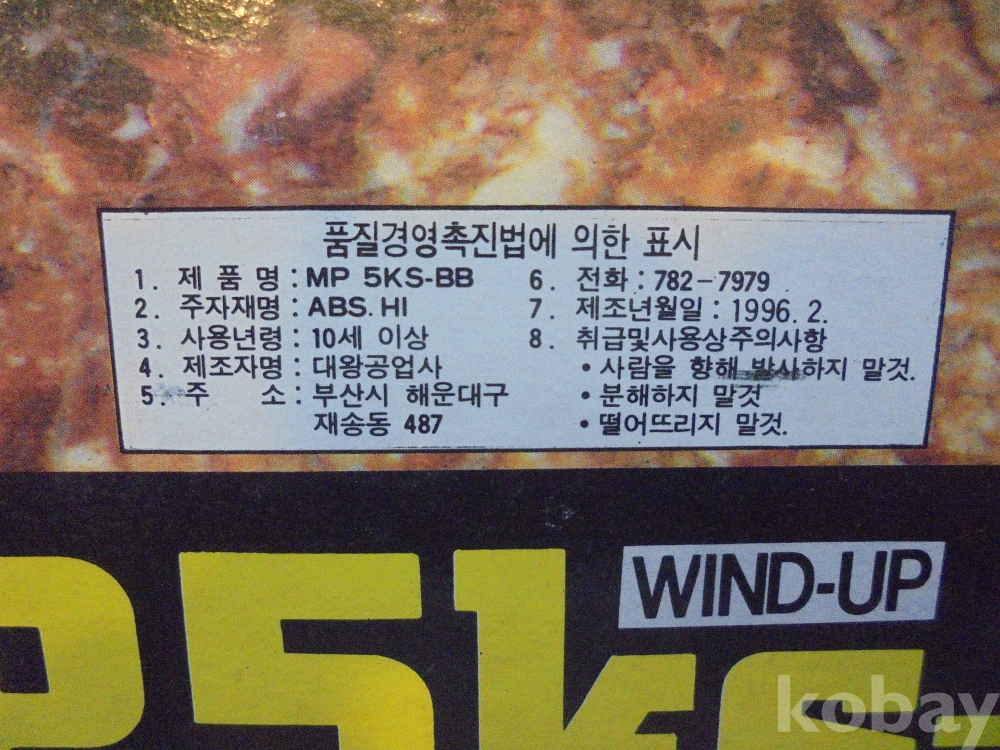 품질경영촉진법에 의한 표시
1. 제 품 명 : MP 5KS-BB
2. 주자재명 : ABS. HI
3. 사용년령 : 10세 이상
4. 제조자명 : 대왕공업사
5. 주 소 : 부산시 해운대구
재송동 487
6. 전화 : 782-7979
7. 제조년월일 : 1996. 2.
8. 취급및사용상주의사항
• 사람을 향해 발사하지 말것.
• 분해하지 말것
• 떨어뜨리지 말것.
WIND-UP
P5KS
kobay